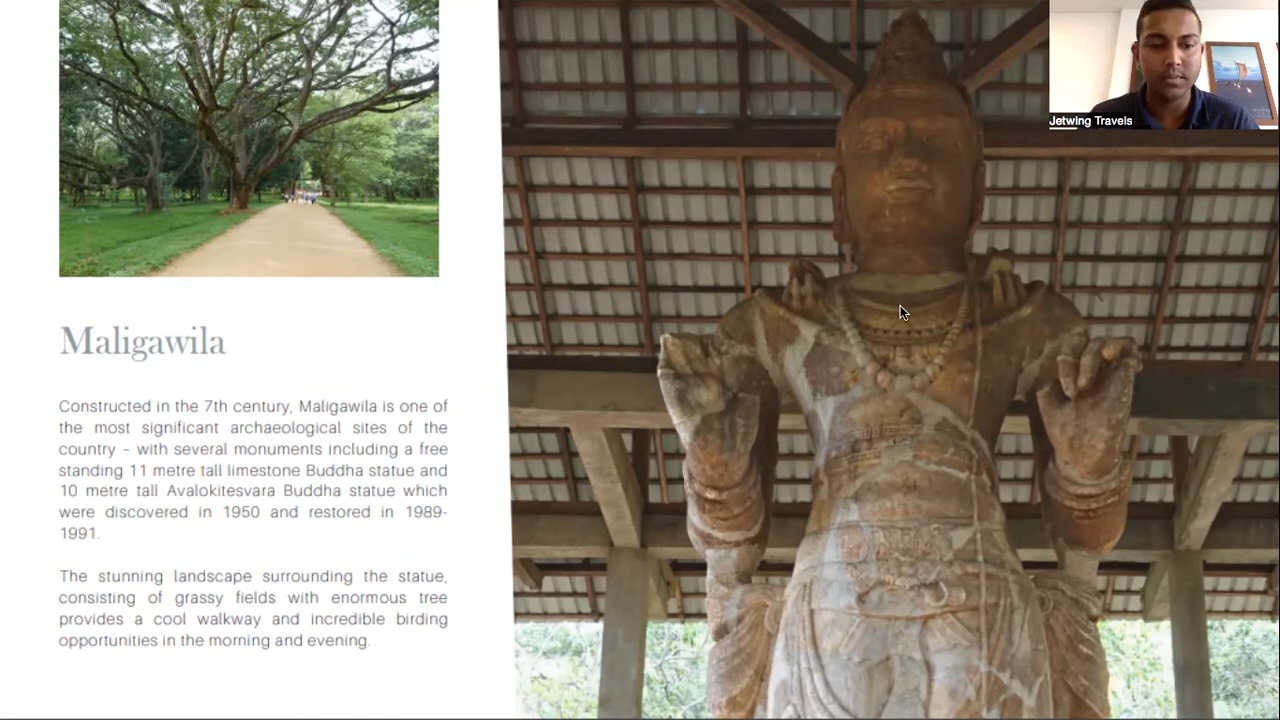 Jetwing Travels
Maligawila
Constructed in the 7th century, Maligawila is one of
the most significant archaeological sites of the
country – with several monuments including a free
standing 11 metre tall limestone Buddha statue and
10 metre tall Avalokitesvara Buddha statue which
were discovered in 1950 and restored in 1989-
1991.
The stunning landscape surrounding the statue,
consisting of grassy fields with enormous tree
provides a cool walkway and incredible birding
opportunities in the morning and evening.